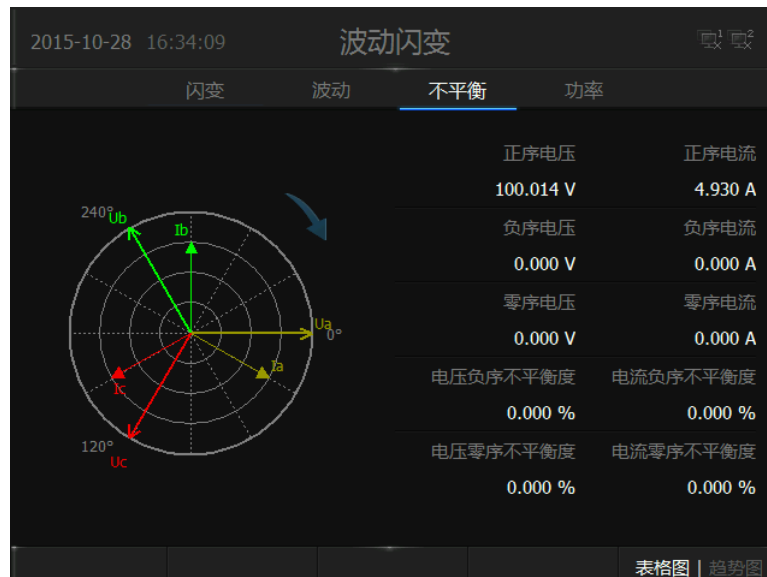 2015-10-28 16:34:09 波动闪变 1 2
闪变 波动 不平衡 功率
正序电压 正序电流
100.014 V 4.930 A
负序电压 负序电流
0.000 V 0.000 A
零序电压 零序电流
0.000 V 0.000 A
电压负序不平衡度 电流负序不平衡度
0.000 % 0.000 %
电压零序不平衡度 电流零序不平衡度
0.000 % 0.000 %
240° Ub
Ib
Ua 0°
Ia
Ic
120°
Uc
表格图 | 趋势图